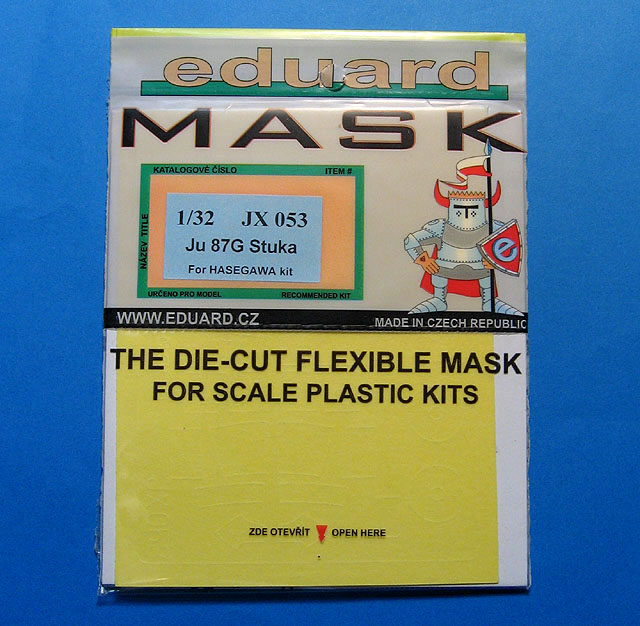 eduard
MASK
KATALOGOVÉ ČÍSLO ITEM #
NÁZEV TITLE
1/32 JX 053
Ju 87G Stuka
For HASEGAWA kit
URČENO PRO MODEL RECOMMENDED KIT
e
WWW.EDUARD.CZ MADE IN CZECH REPUBLIC
THE DIE-CUT FLEXIBLE MASK
FOR SCALE PLASTIC KITS
ZDE OTEVŘÍT OPEN HERE